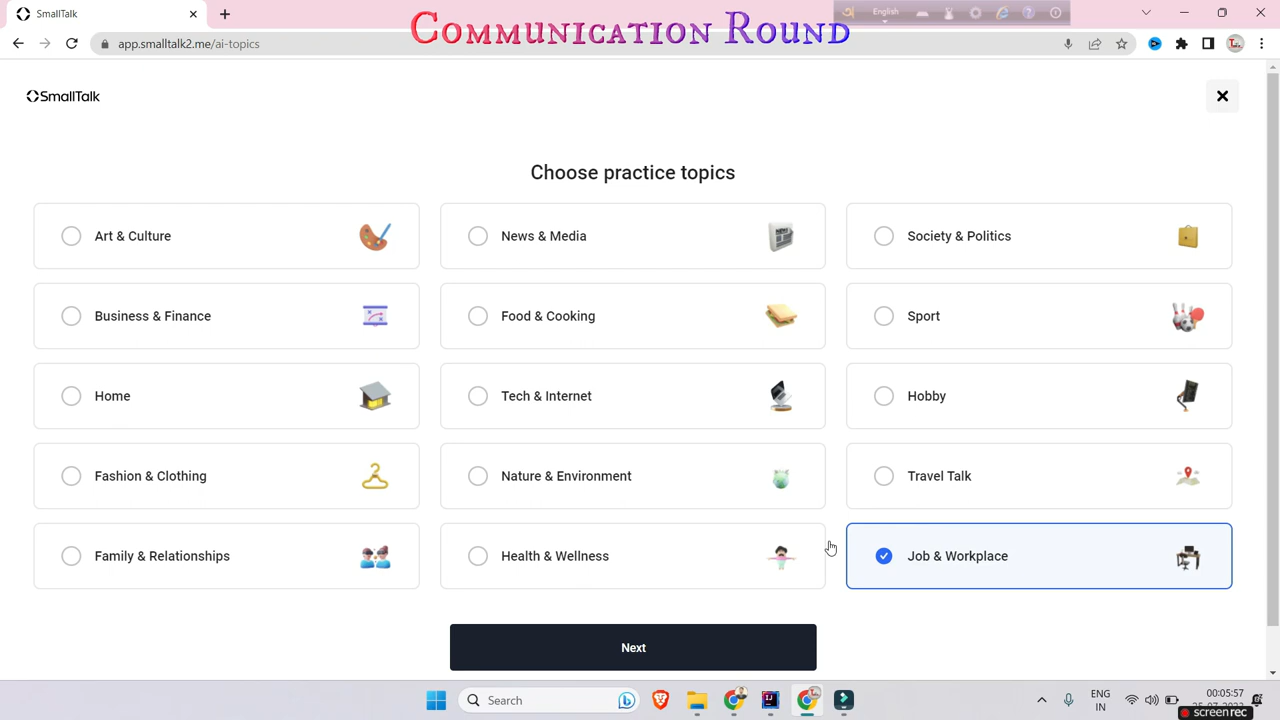 SmallTalk
English
Communication Round
app.smalltalk2.me/ai-topics
SmallTalk
Choose practice topics
Art & Culture
News & Media
Society & Politics
Business & Finance
Food & Cooking
Sport
Home
Tech & Internet
Hobby
Fashion & Clothing
Nature & Environment
Travel Talk
Family & Relationships
Health & Wellness
Job & Workplace
Next
Search
ENG
IN
00:05:57
screenrec